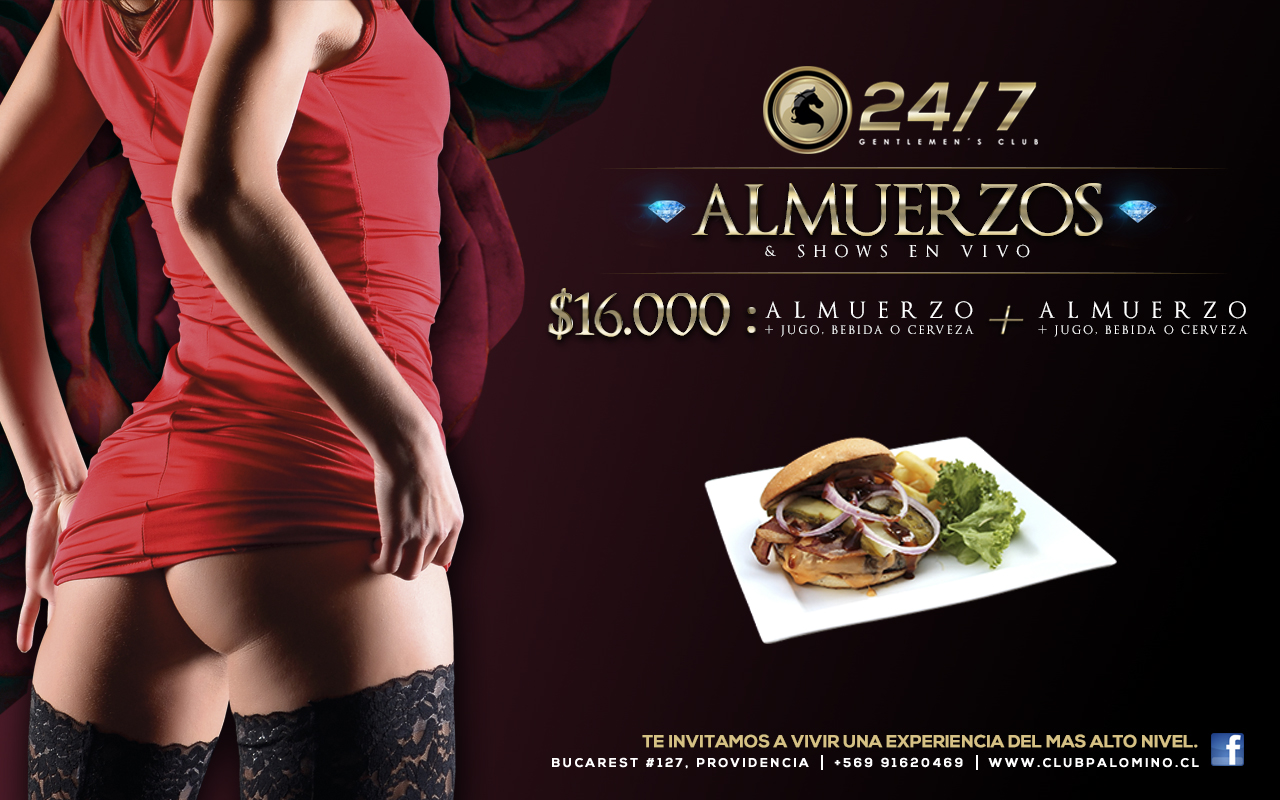 24/7
GENTLEMEN´S CLUB
ALMUERZOS
& SHOWS EN VIVO
$16.000 : ALMUERZO + ALMUERZO
+ JUGO, BEBIDA O CERVEZA + JUGO, BEBIDA O CERVEZA
TE INVITAMOS A VIVIR UNA EXPERIENCIA DEL MAS ALTO NIVEL.
BUCAREST #127, PROVIDENCIA | +569 91620469 | WWW.CLUBPALOMINO.CL
f